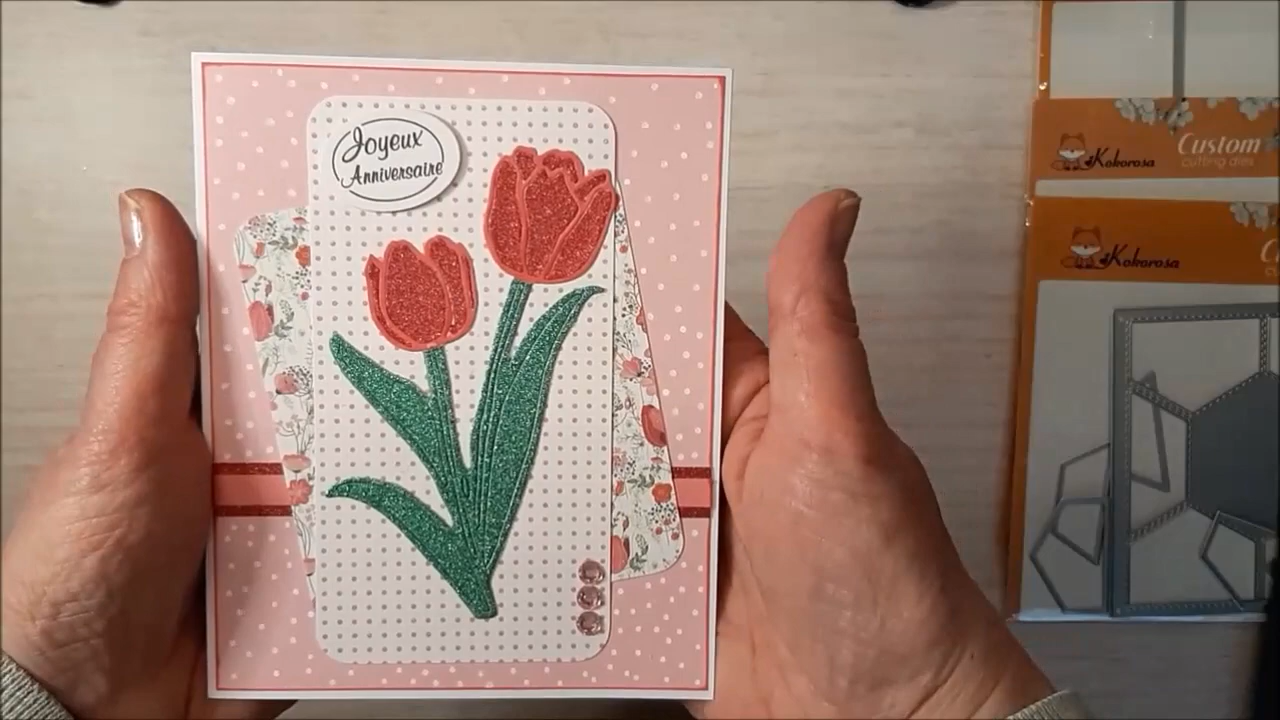 Joyeux
Anniversaire
Custom
cutting dies
Kokorosa
Kokorosa